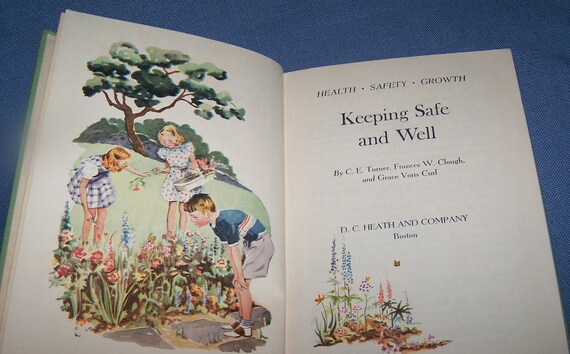 HEALTH · SAFETY · GROWTH
Keeping Safe
and Well
By C. E. Turner, Frances W. Clough,
and Grace Voris Curl
D. C. HEATH AND COMPANY
Boston